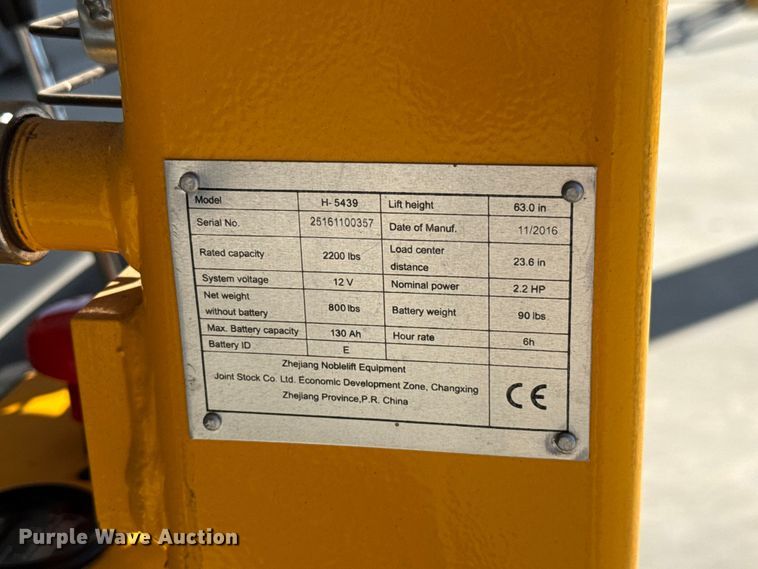 Model H- 5439 Lift height 63.0 in
Serial No. 25161100357 Date of Manuf. 11/2016
Rated capacity 2200 lbs Load center distance 23.6 in
System voltage 12 V Nominal power 2.2 HP
Net weight without battery 800 lbs Battery weight 90 lbs
Max. Battery capacity 130 Ah Hour rate 6h
Battery ID E
Zhejiang Noblelift Equipment
Joint Stock Co. Ltd. Economic Development Zone, Changxing
Zhejiang Province,P.R. China
CE
Purple Wave Auction